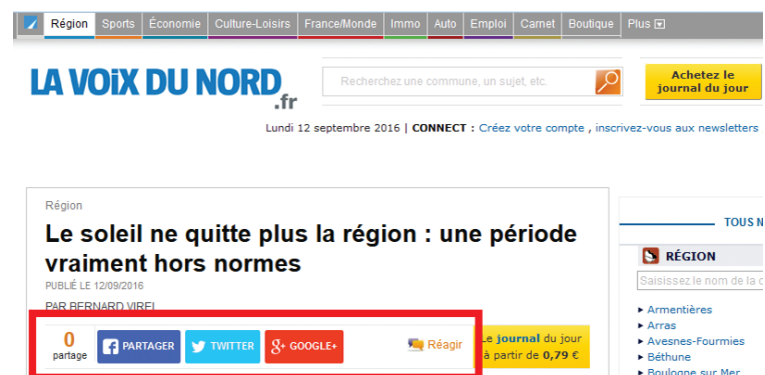 Région Sports Économie Culture-Loisirs France/Monde Immo Auto Emploi Carnet Boutique Plus
LA VOiX DU NORD.fr
Recherchez une commune, un sujet, etc.
Achetez le
journal du jour
Lundi 12 septembre 2016 | CONNECT : Créez votre compte , inscrivez-vous aux newsletters
Région
Le soleil ne quitte plus la région : une période
vraiment hors normes
PUBLIÉ LE 12/09/2016
PAR BERNARD VIREL
0
partage
PARTAGER
TWITTER
g+ GOOGLE+
Réagir
Le journal du jour
à partir de 0,79 €
TOUS N
RÉGION
Saisissez le nom de la c
Armentières
Arras
Avesnes-Fourmies
Béthune
Boulogne sur Mer